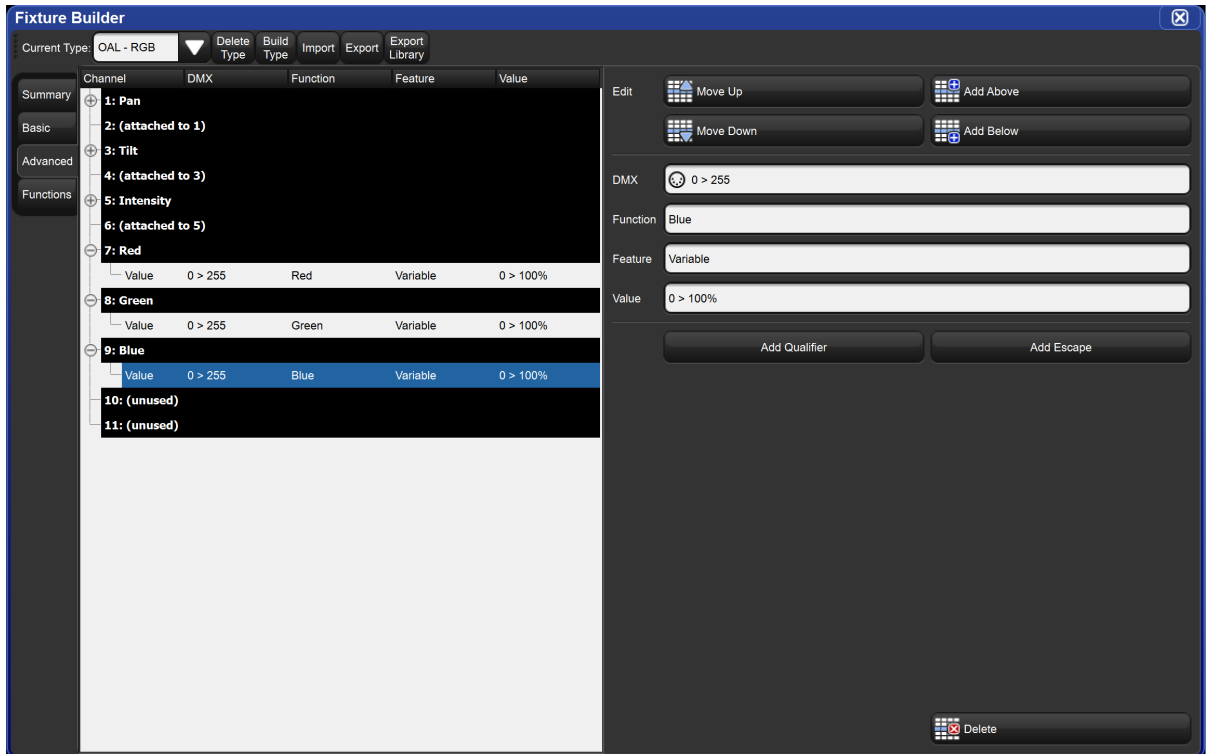 Fixture Builder
Current Type: OAL - RGB Delete Type Build Type Import Export Export Library
Summary
Basic
Advanced
Functions
Channel DMX Function Feature Value
1: Pan
2: (attached to 1)
3: Tilt
4: (attached to 3)
5: Intensity
6: (attached to 5)
7: Red
Value 0 > 255 Red Variable 0 > 100%
8: Green
Value 0 > 255 Green Variable 0 > 100%
9: Blue
Value 0 > 255 Blue Variable 0 > 100%
10: (unused)
11: (unused)
Edit Move Up Add Above
Move Down Add Below
DMX 0 > 255
Function Blue
Feature Variable
Value 0 > 100%
Add Qualifier Add Escape
Delete